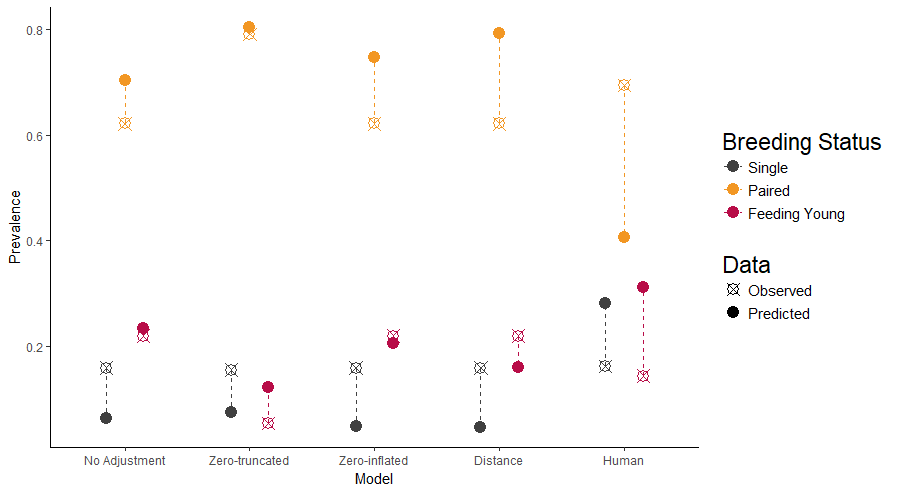 Prevalence
0.8
0.6
0.4
0.2
No Adjustment
Zero-truncated
Zero-inflated
Distance
Human
Model
Breeding Status
Single
Paired
Feeding Young
Data
Observed
Predicted